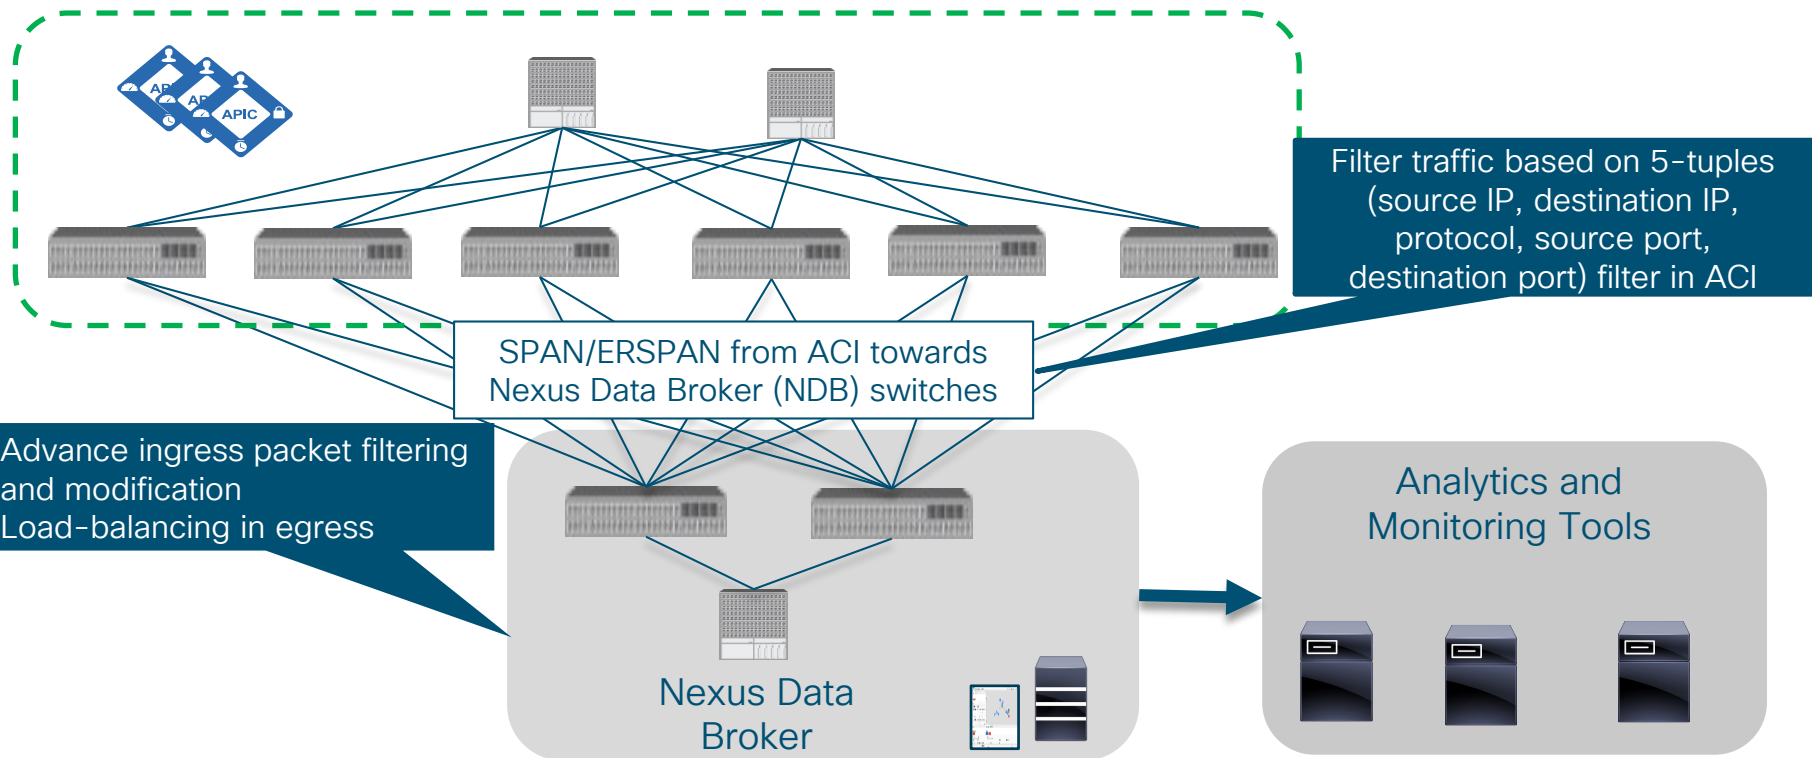 APIC
Filter traffic based on 5-tuples
(source IP, destination IP,
protocol, source port,
destination port) filter in ACI
SPAN/ERSPAN from ACI towards
Nexus Data Broker (NDB) switches
Advance ingress packet filtering
and modification
Load-balancing in egress
Analytics and
Monitoring Tools
Nexus Data
Broker